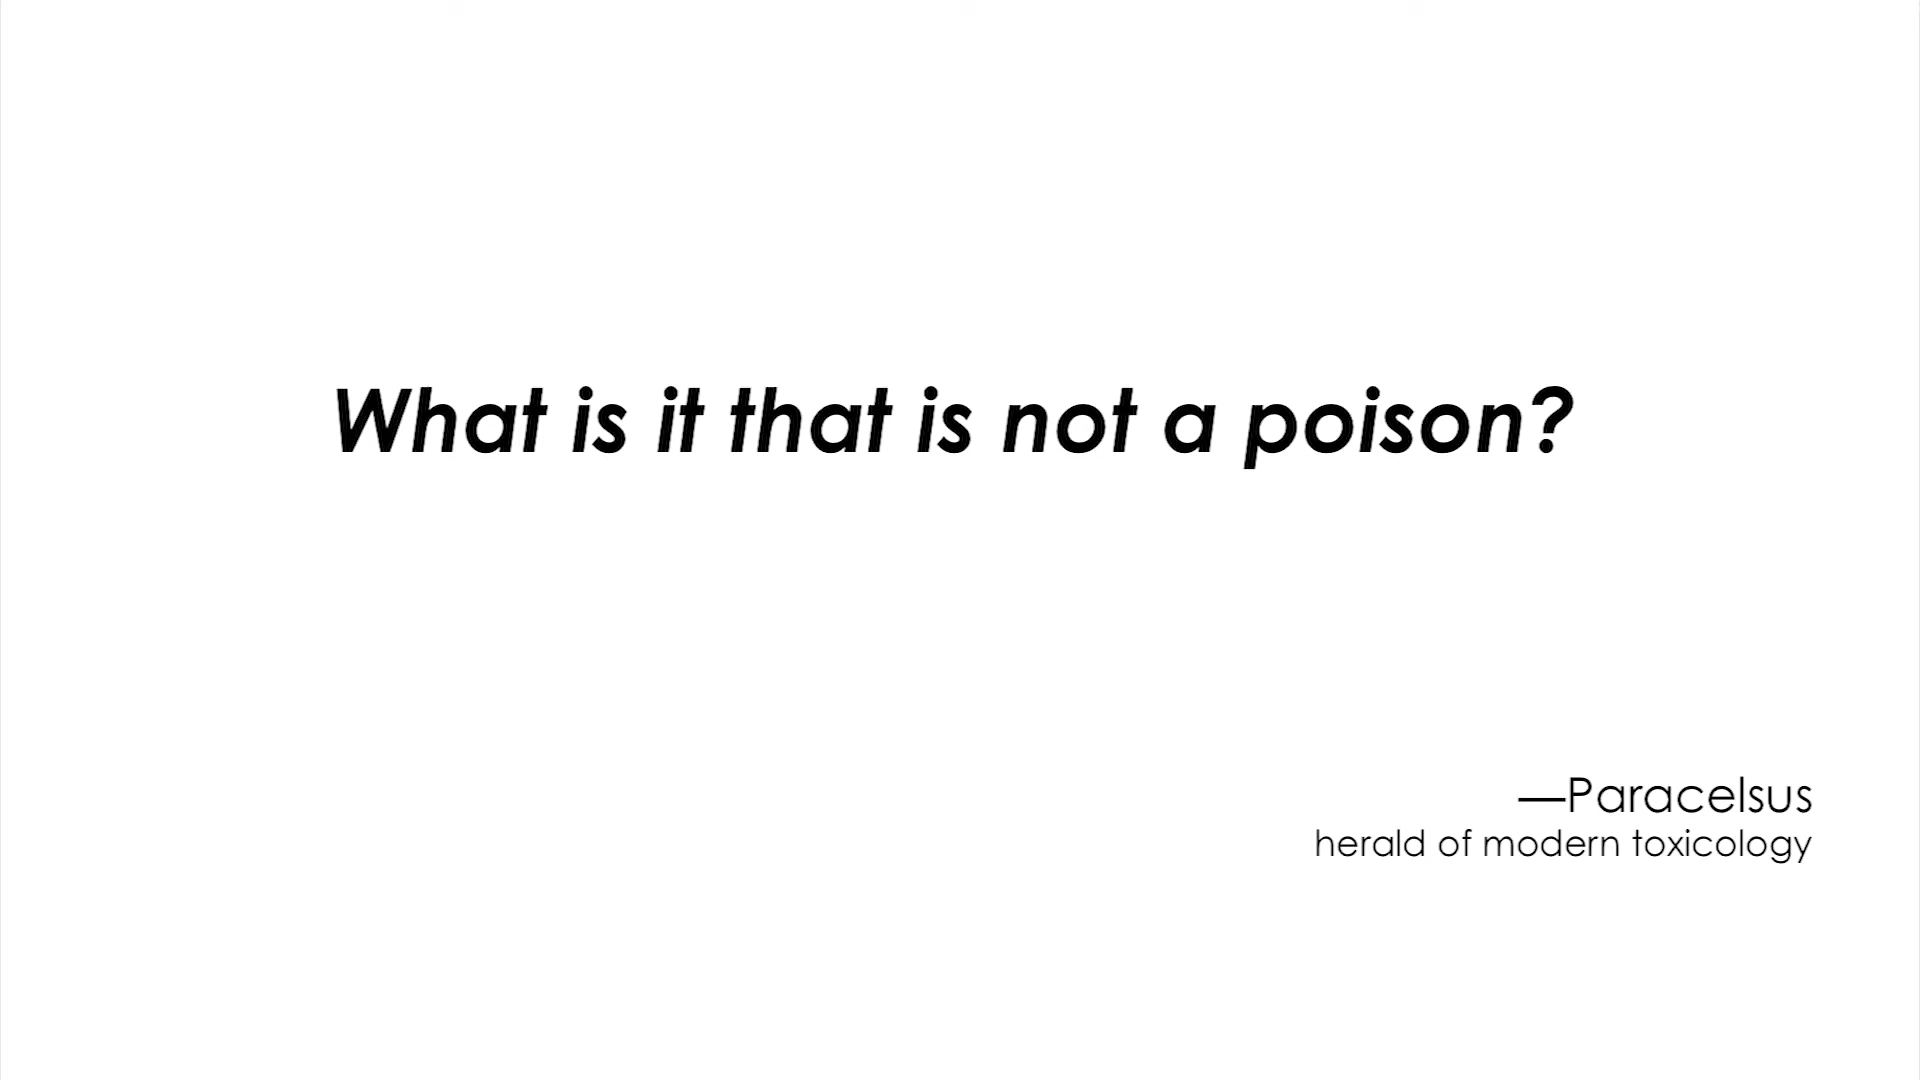 What is it that is not a poison?
—Paracelsus
herald of modern toxicology